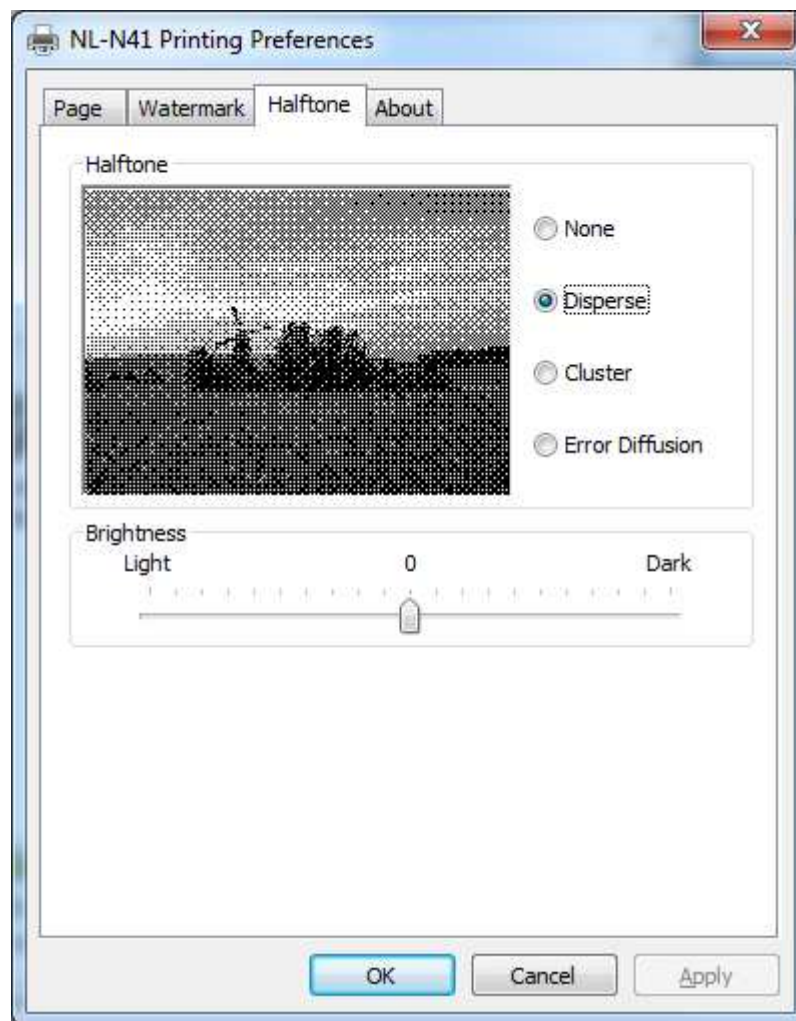 NL-N41 Printing Preferences
Page Watermark Halftone About
Halftone
None
Disperse
Cluster
Error Diffusion
Brightness
Light 0 Dark
OK Cancel Apply